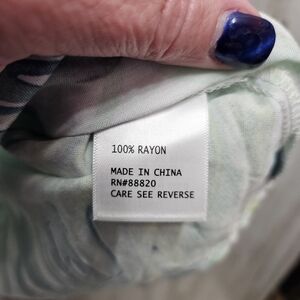 100% RAYON
MADE IN CHINA
RN#88820
CARE SEE REVERSE